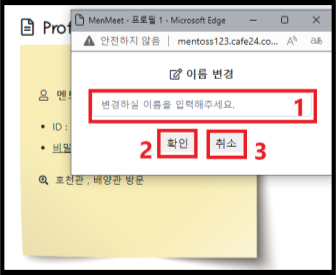 MenMeet - 프로필 1 - Microsoft Edge
안전하지 않음 | mentoss123.cafe24.co...
이름 변경
변경하실 이름을 입력해주세요. 1
2 확인 취소 3
Prof
멘토
ID :
비밀
호천관 , 배양관 방문